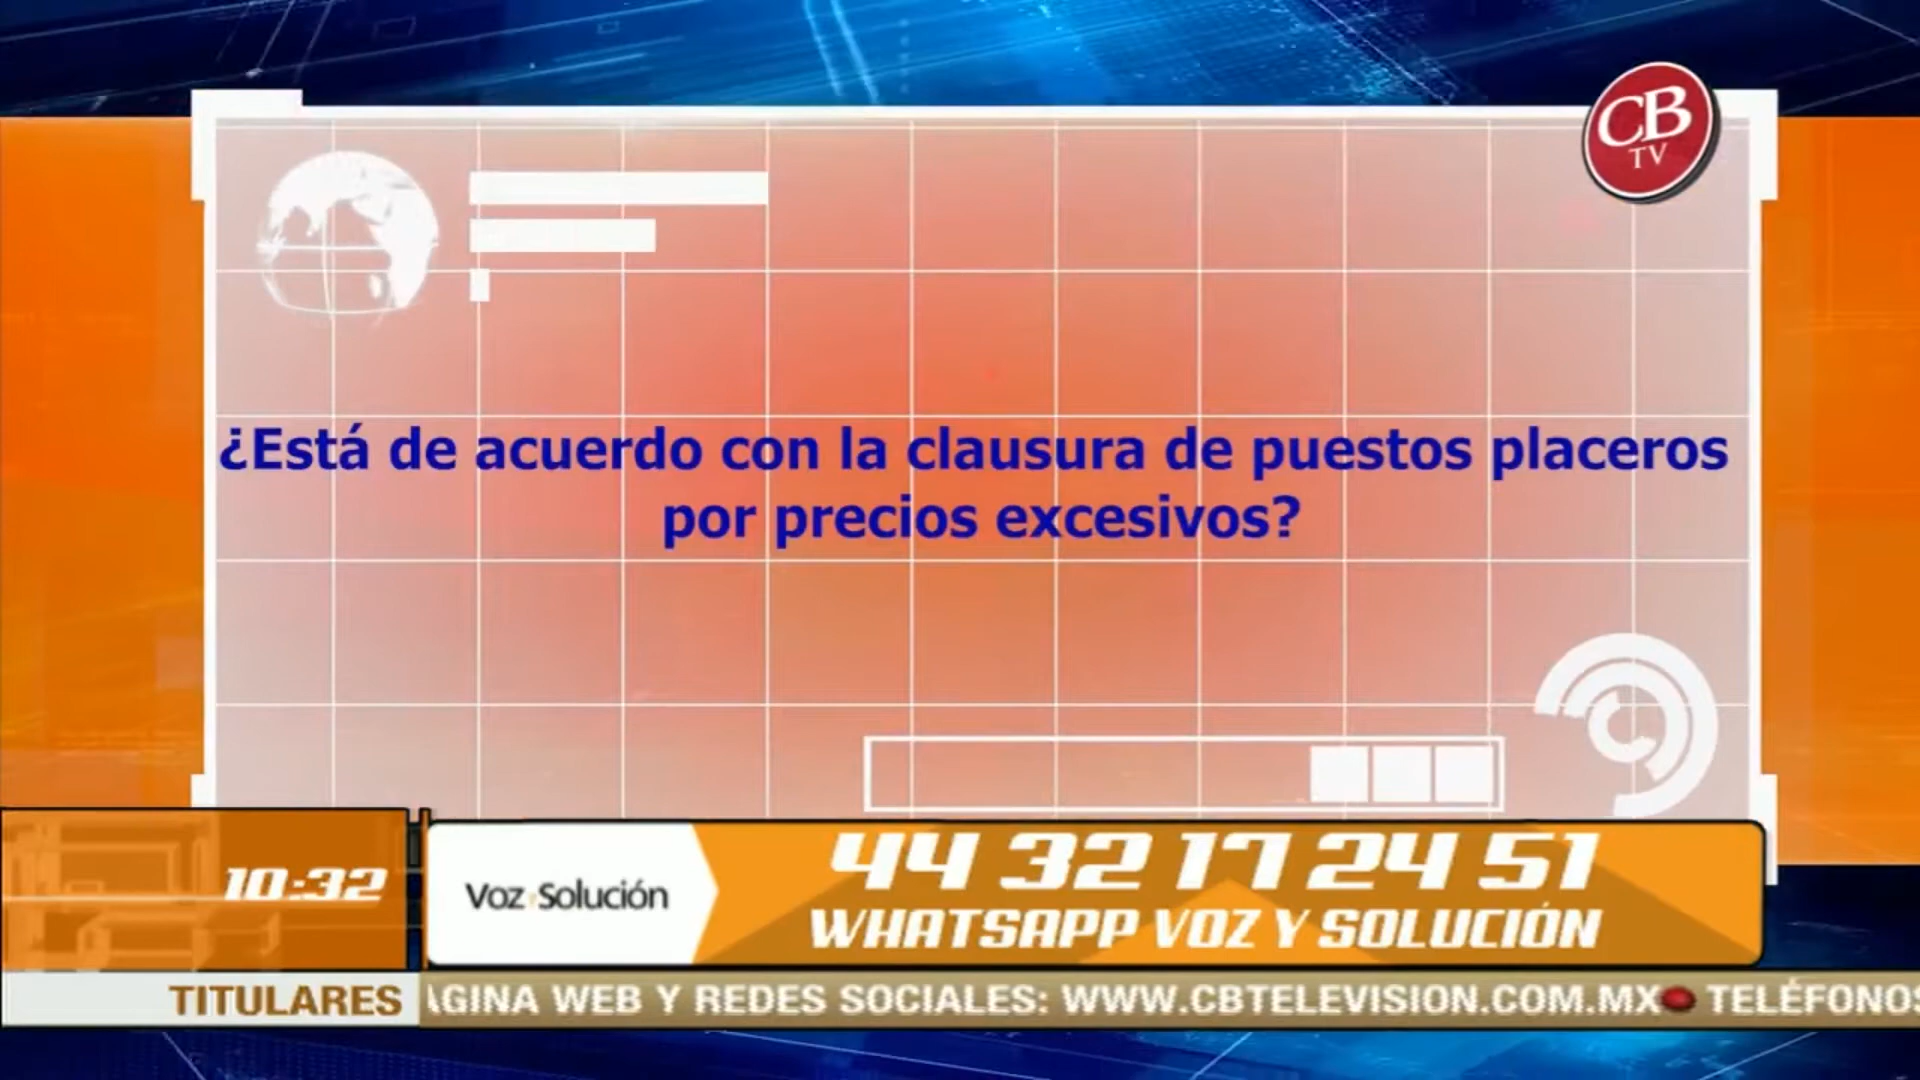 CB
TV
¿Está de acuerdo con la clausura de puestos placeros
por precios excesivos?
10:32
Voz y Solución
44 32 17 24 51
WHATSAPP VOZ Y SOLUCIÓN
TITULARES
ÁGINA WEB Y REDES SOCIALES: WWW.CBTELEVISION.COM.MX TELÉFONOS